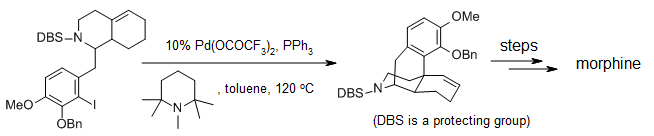 DBS
N
MeO
I
OBn
10% Pd(OCOCF₃)₂, PPh₃
N
, toluene, 120 ºC
OMe
OBn
DBS
N
(DBS is a protecting group)
steps
morphine